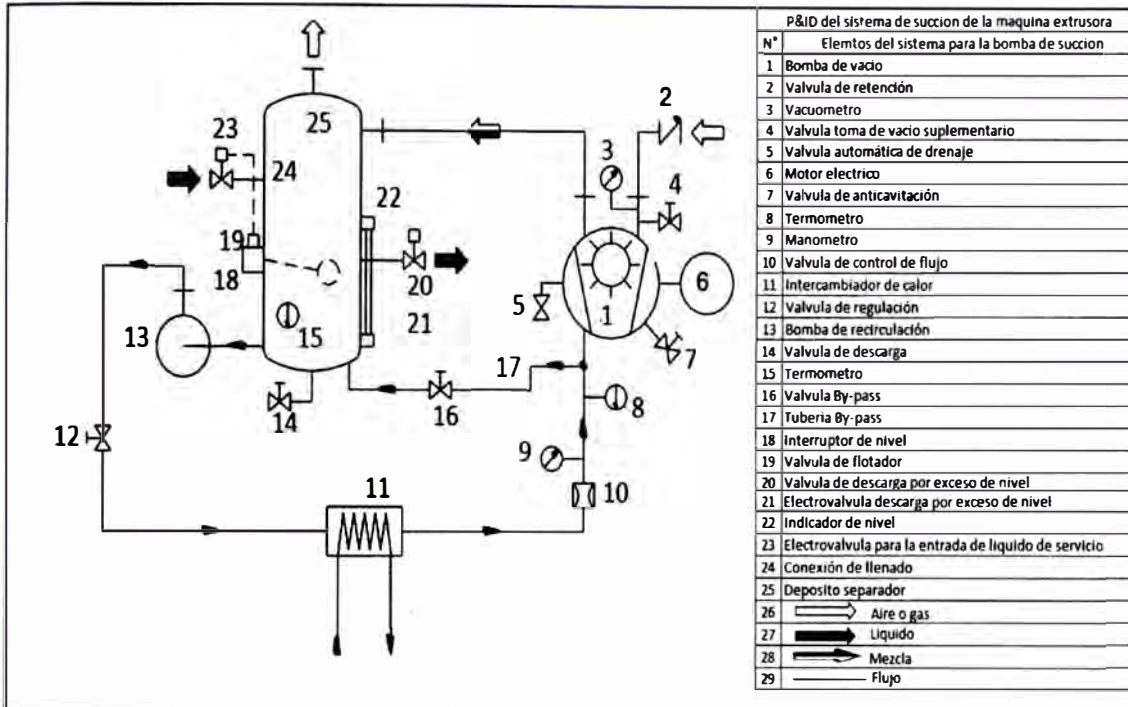 23
24
25
22
19
18
20
21
15
13
14
12
11
16
17
2
3
4
5
1
6
7
8
9
10
P&ID del sistema de succion de la maquina extrusora
N° Elemtos del sistema para la bomba de succion
1 Bomba de vacio
2 Valvula de retención
3 Vacuometro
4 Valvula toma de vacio suplementario
5 Valvula automática de drenaje
6 Motor electrico
7 Valvula de anticavitación
8 Termometro
9 Manometro
10 Valvula de control de flujo
11 Intercambiador de calor
12 Valvula de regulación
13 Bomba de recirculación
14 Valvula de descarga
15 Termometro
16 Valvula By-pass
17 Tuberia By-pass
18 Interruptor de nivel
19 Valvula de flotador
20 Valvula de descarga por exceso de nivel
21 Electrovalvula descarga por exceso de nivel
22 Indicador de nivel
23 Electrovalvula para la entrada de liquido de servicio
24 Conexión de llenado
25 Deposito separador
26 Aire o gas
27 Liquido
28 Mezcla
29 Flujo